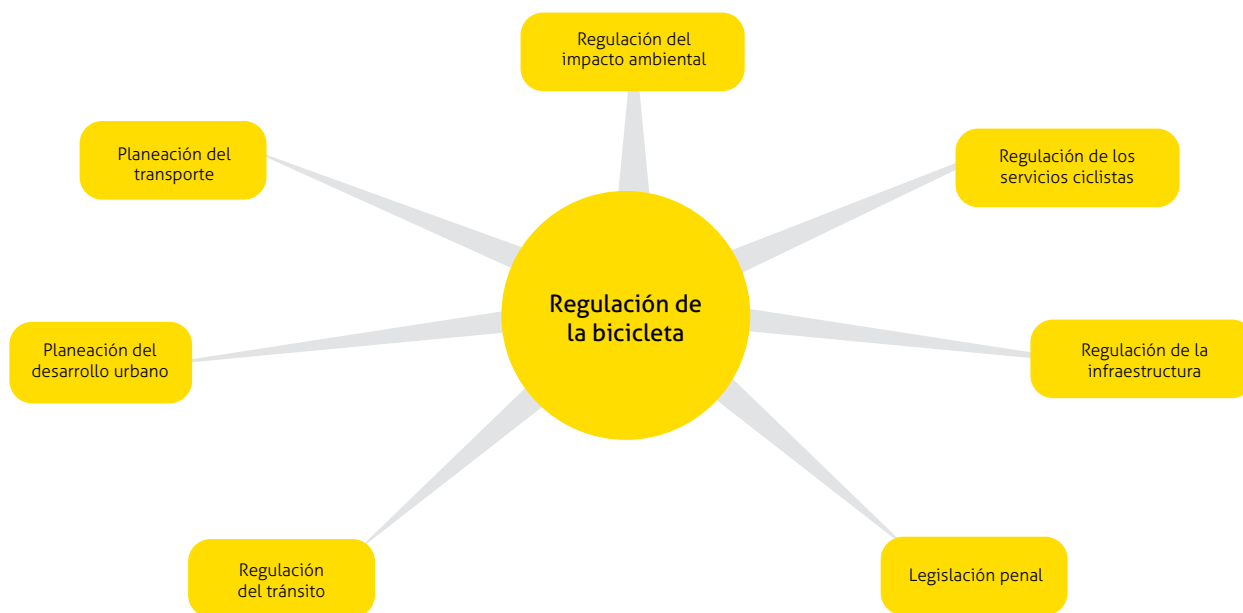 Regulación del
impacto ambiental
Planeación del
transporte
Regulación de los
servicios ciclistas
Regulación de
la bicicleta
Planeación del
desarrollo urbano
Regulación de la
infraestructura
Regulación
del tránsito
Legislación penal